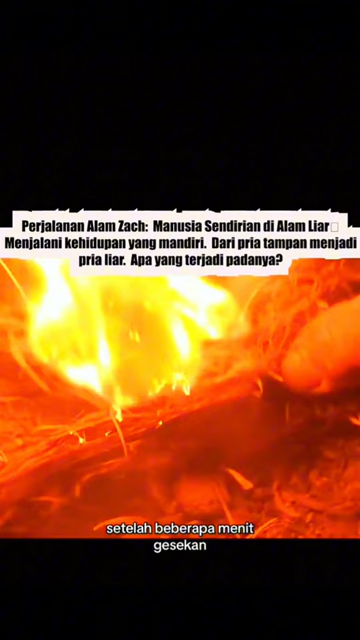 Perjalanan Alam Zach:  Manusia Sendirian di Alam Liar□
Menjalani kehidupan yang mandiri.  Dari pria tampan menjadi
pria liar.  Apa yang terjadi padanya?
setelah beberapa menit
gesekan